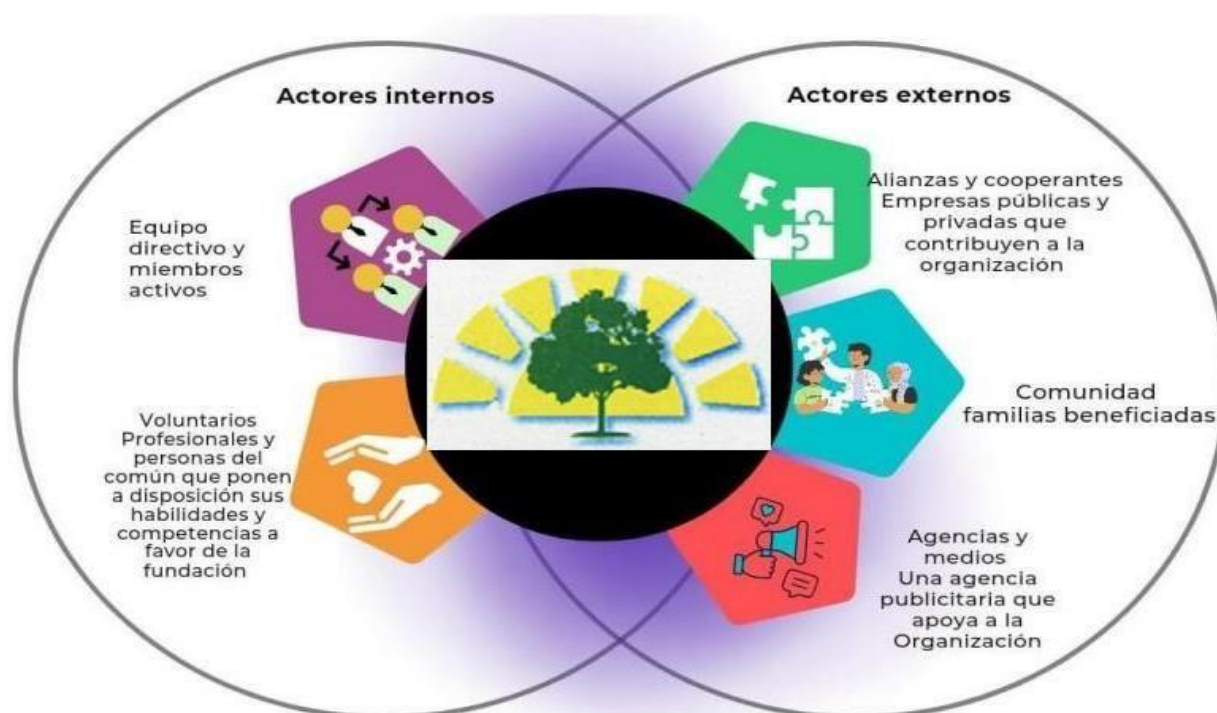 Actores internos
Equipo
directivo y
miembros
activos
Voluntarios
Profesionales y
personas del
común que ponen
a disposición sus
habilidades y
competencias a
favor de la
fundación
Actores externos
Alianzas y cooperantes
Empresas públicas y
privadas que
contribuyen a la
organización
Comunidad
familias beneficiadas
Agencias y
medios
Una agencia
publicitaria que
apoya a la
Organización